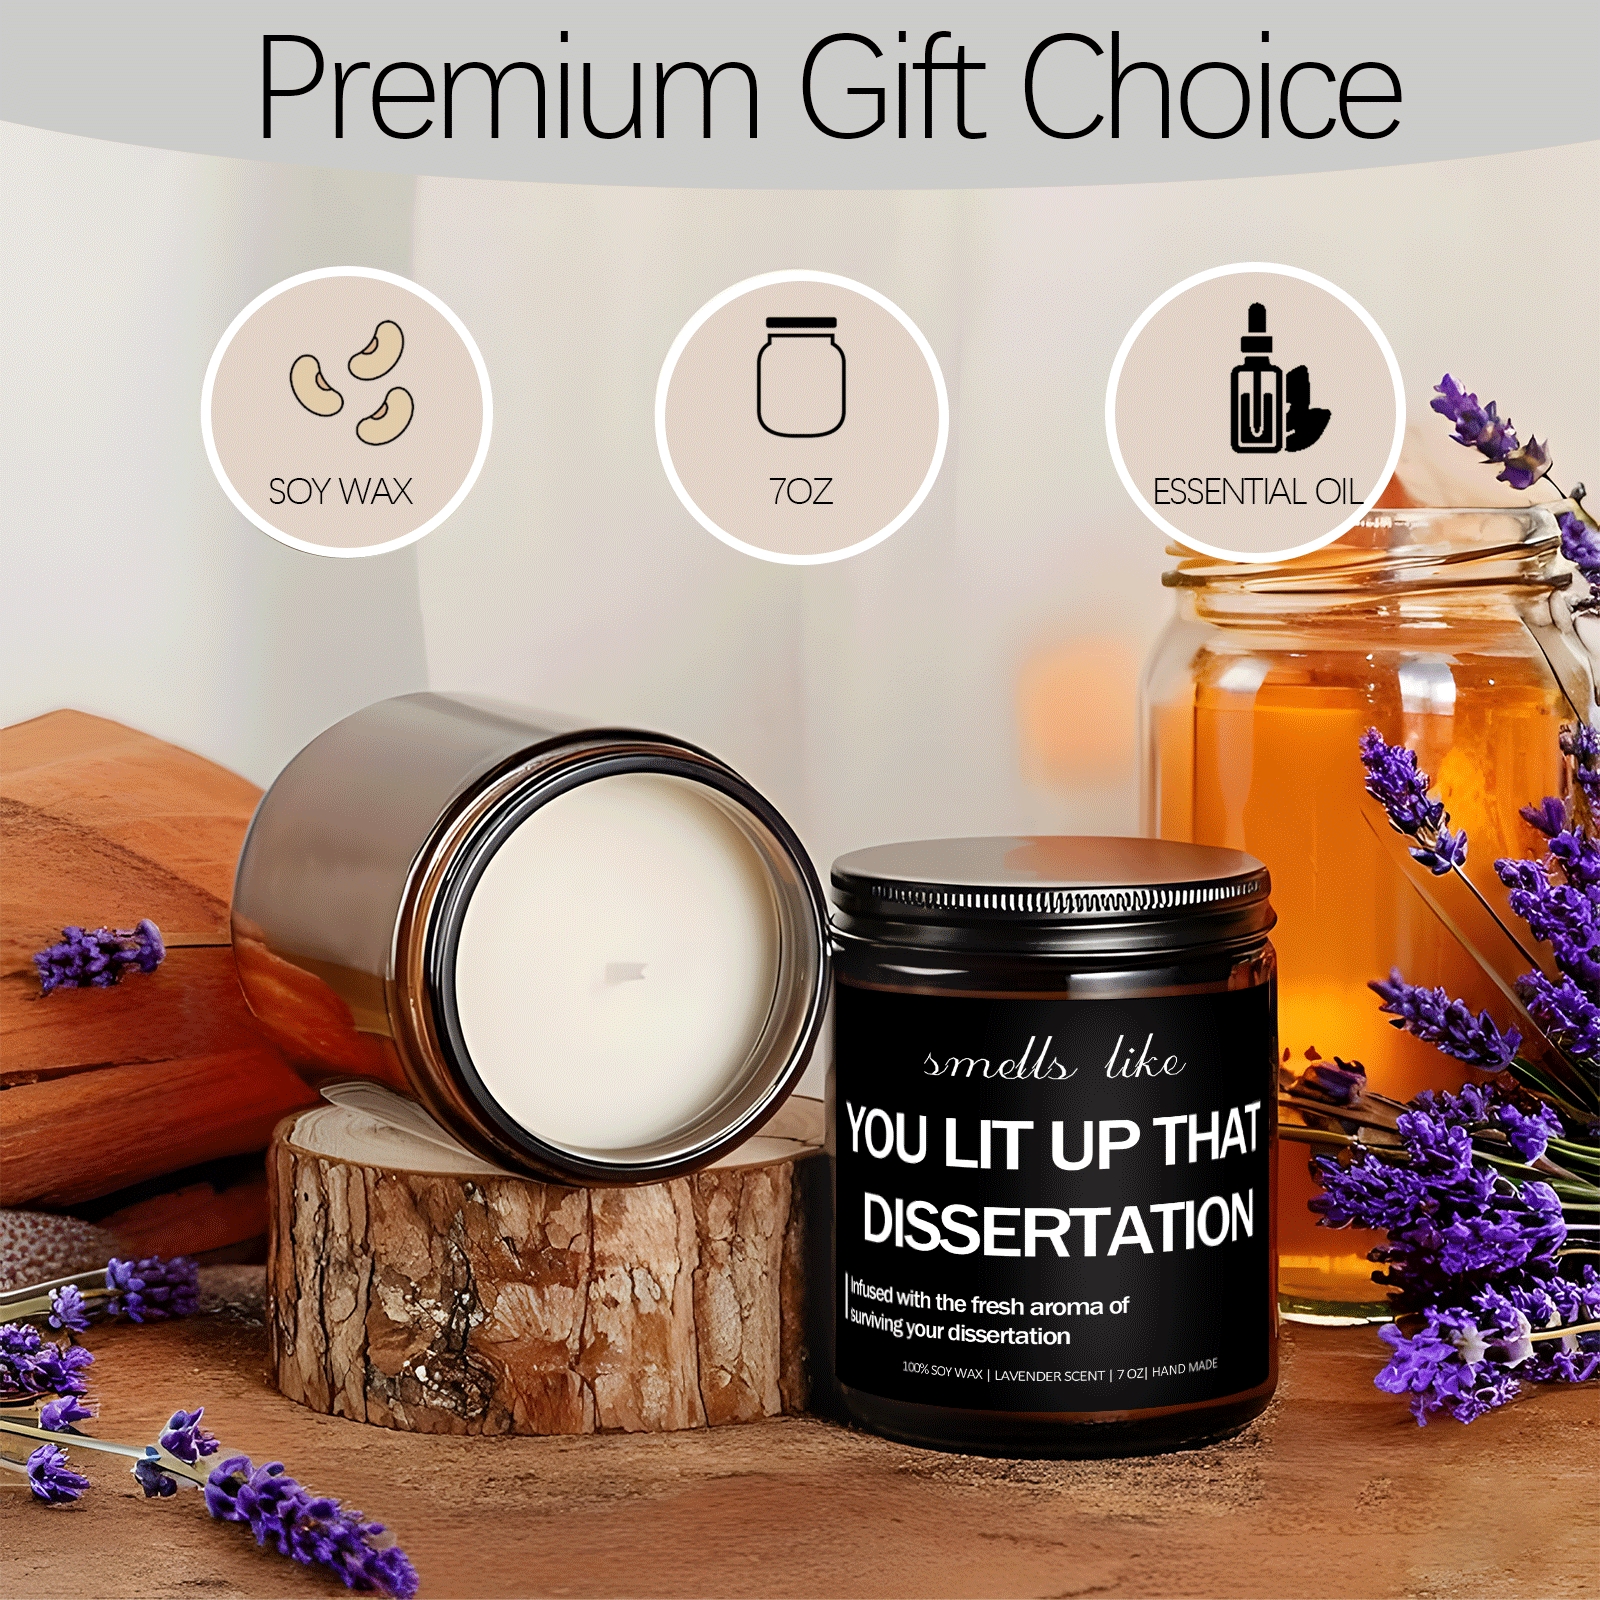 Premium Gift Choice
SOY WAX
7OZ
ESSENTIAL OIL
smells like
YOU LIT UP THAT
DISSERTATION
Infused with the fresh aroma of
surviving your dissertation
100% SOY WAX | LAVENDER SCENT | 7 OZ| HAND MADE